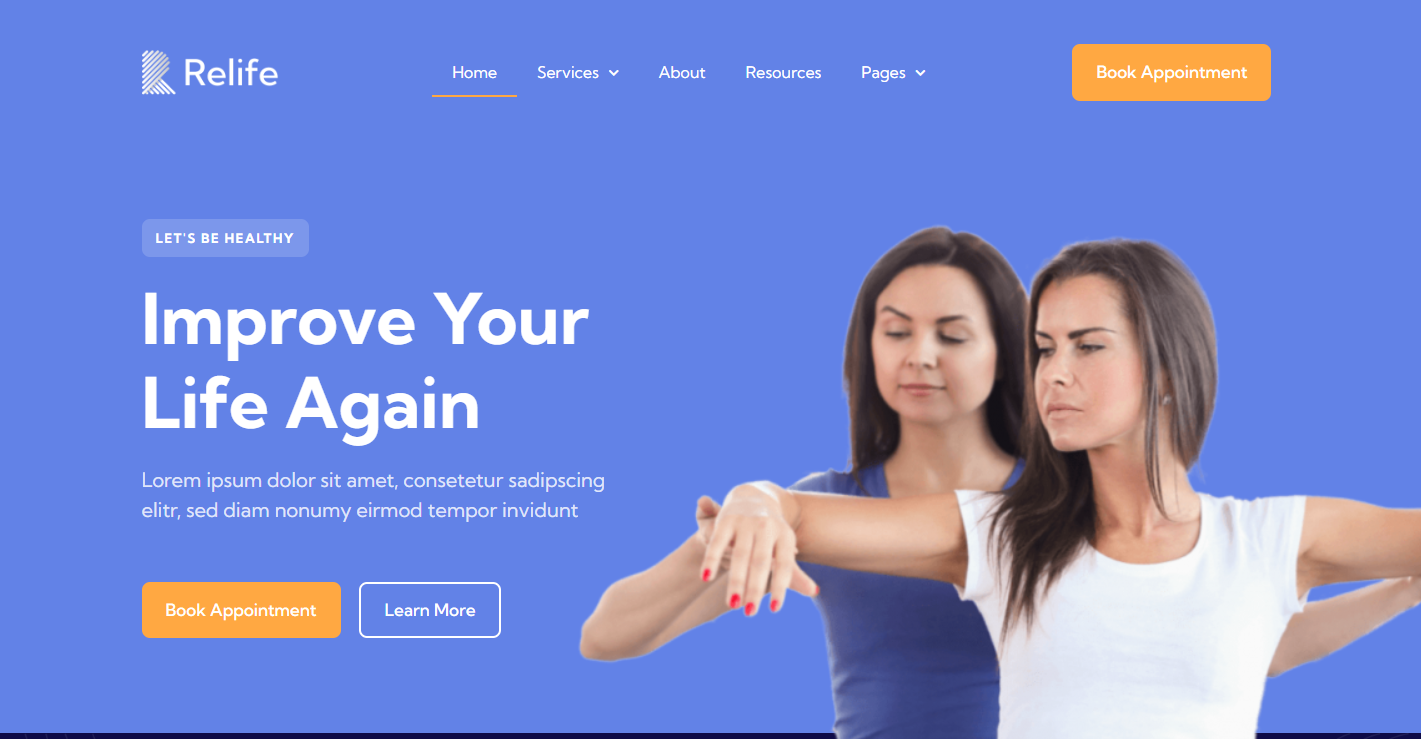 Relife
Home
Services
About
Resources
Pages
Book Appointment
LET'S BE HEALTHY
Improve Your
Life Again
Lorem ipsum dolor sit amet, consetetur sadipscing
elitr, sed diam nonumy eirmod tempor invidunt
Book Appointment
Learn More